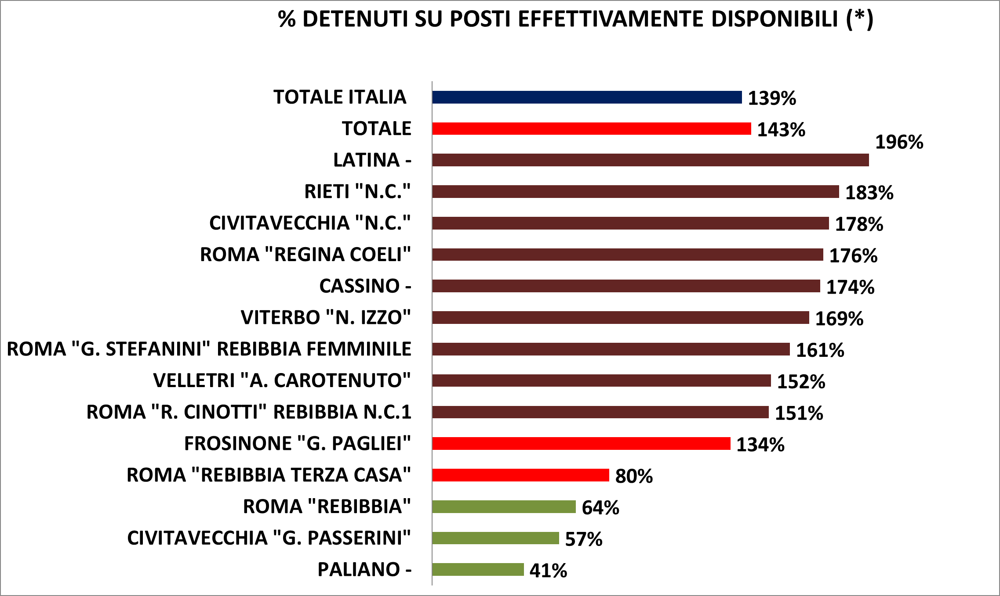 % DETENUTI SU POSTI EFFETTIVAMENTE DISPONIBILI (*)
TOTALE ITALIA 139%
TOTALE 143%
LATINA - 196%
RIETI "N.C." 183%
CIVITAVECCHIA "N.C." 178%
ROMA "REGINA COELI" 176%
CASSINO - 174%
VITERBO "N. IZZO" 169%
ROMA "G. STEFANINI" REBIBBIA FEMMINILE 161%
VELLETRI "A. CAROTENUTO" 152%
ROMA "R. CINOTTI" REBIBBIA N.C.1 151%
FROSINONE "G. PAGLIEI" 134%
ROMA "REBIBBIA TERZA CASA" 80%
ROMA "REBIBBIA" 64%
CIVITAVECCHIA "G. PASSERINI" 57%
PALIANO - 41%